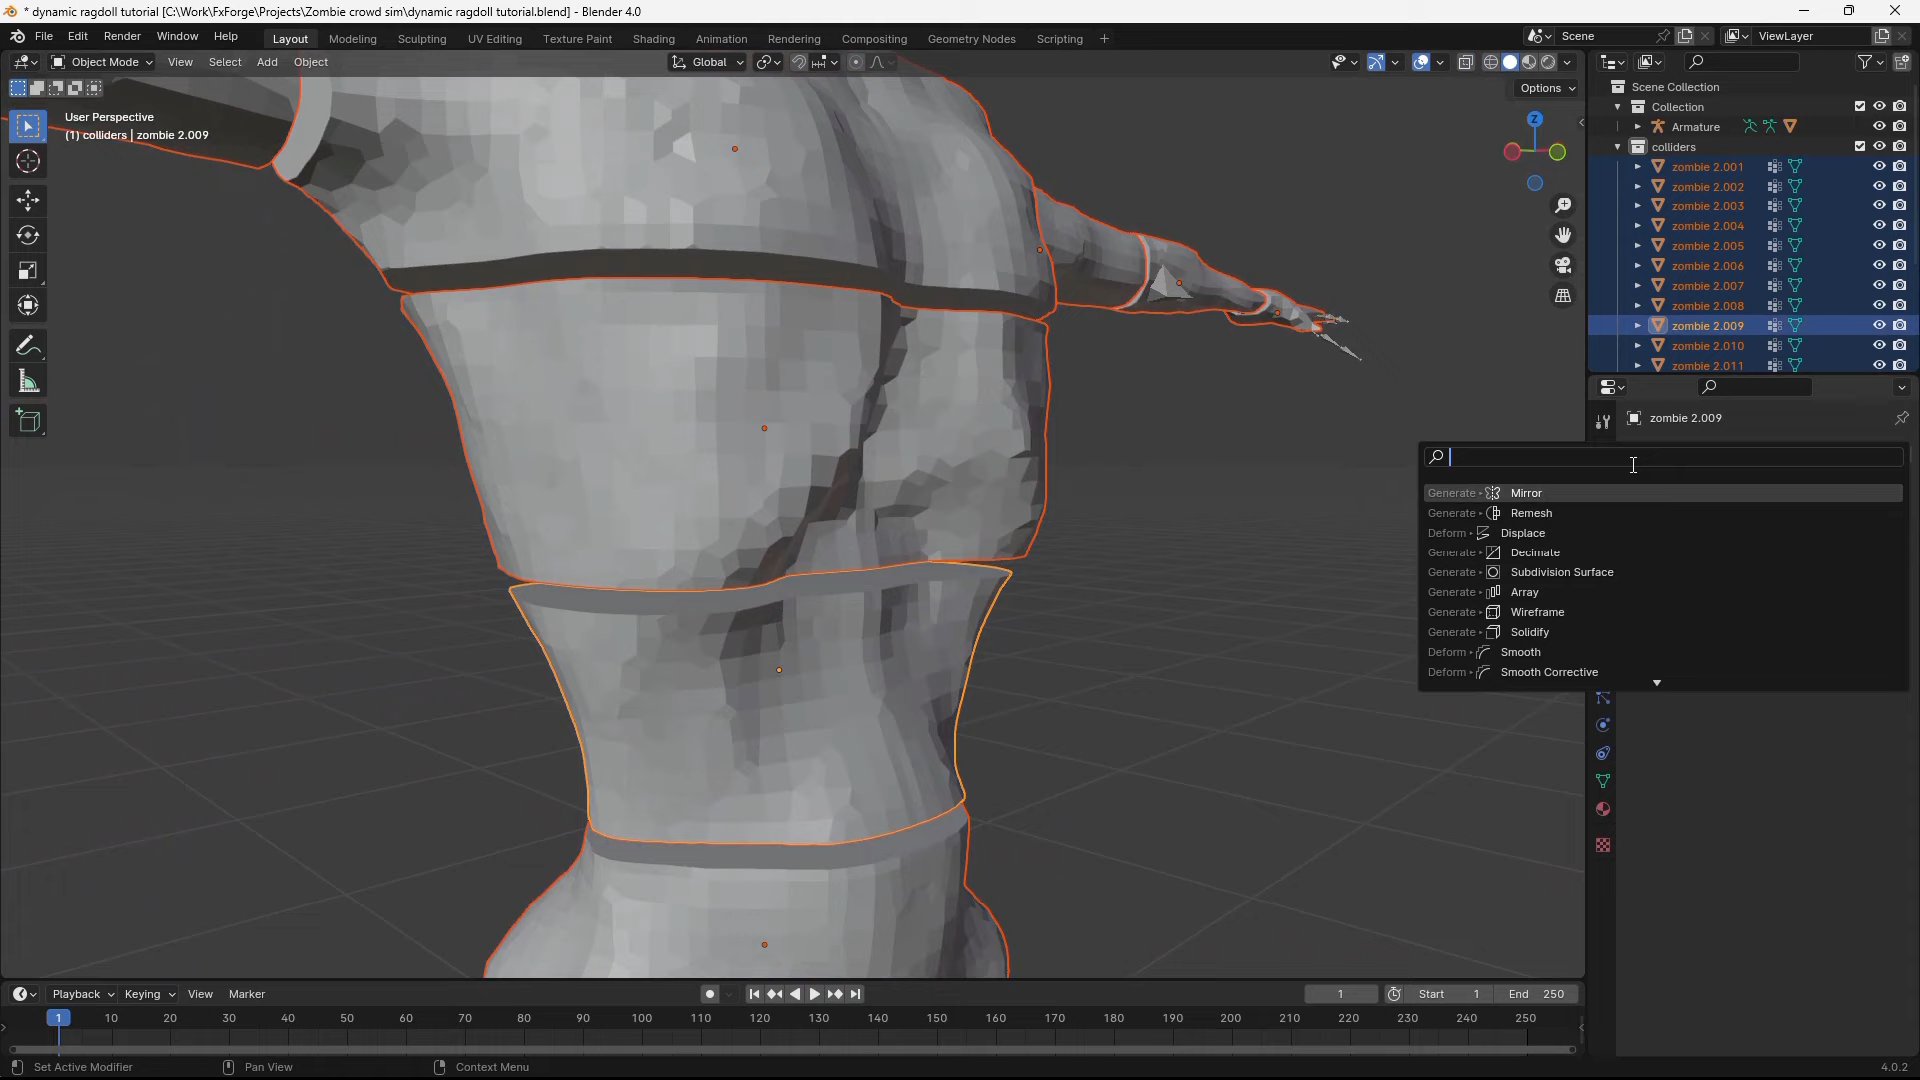 * dynamic ragdoll tutorial [C:\Work\FxForge\Projects\Zombie crowd sim\dynamic ragdoll tutorial.blend] - Blender 4.0
File Edit Render Window Help Layout Modeling Sculpting UV Editing Texture Paint Shading Animation Rendering Compositing Geometry Nodes Scripting + Scene ViewLayer
Object Mode View Select Add Object Global
Options
User Perspective
(1) colliders | zombie 2.009
Z
Scene Collection
Collection
Armature
colliders
zombie 2.001
zombie 2.002
zombie 2.003
zombie 2.004
zombie 2.005
zombie 2.006
zombie 2.007
zombie 2.008
zombie 2.009
zombie 2.010
zombie 2.011
zombie 2.009
Generate Mirror
Generate Remesh
Deform Displace
Generate Decimate
Generate Subdivision Surface
Generate Array
Generate Wireframe
Generate Solidify
Deform Smooth
Deform Smooth Corrective
Playback Keying View Marker 1 Start 1 End 250
1 10 20 30 40 50 60 70 80 90 100 110 120 130 140 150 160 170 180 190 200 210 220 230 240 250
Set Active Modifier Pan View Context Menu 4.0.2